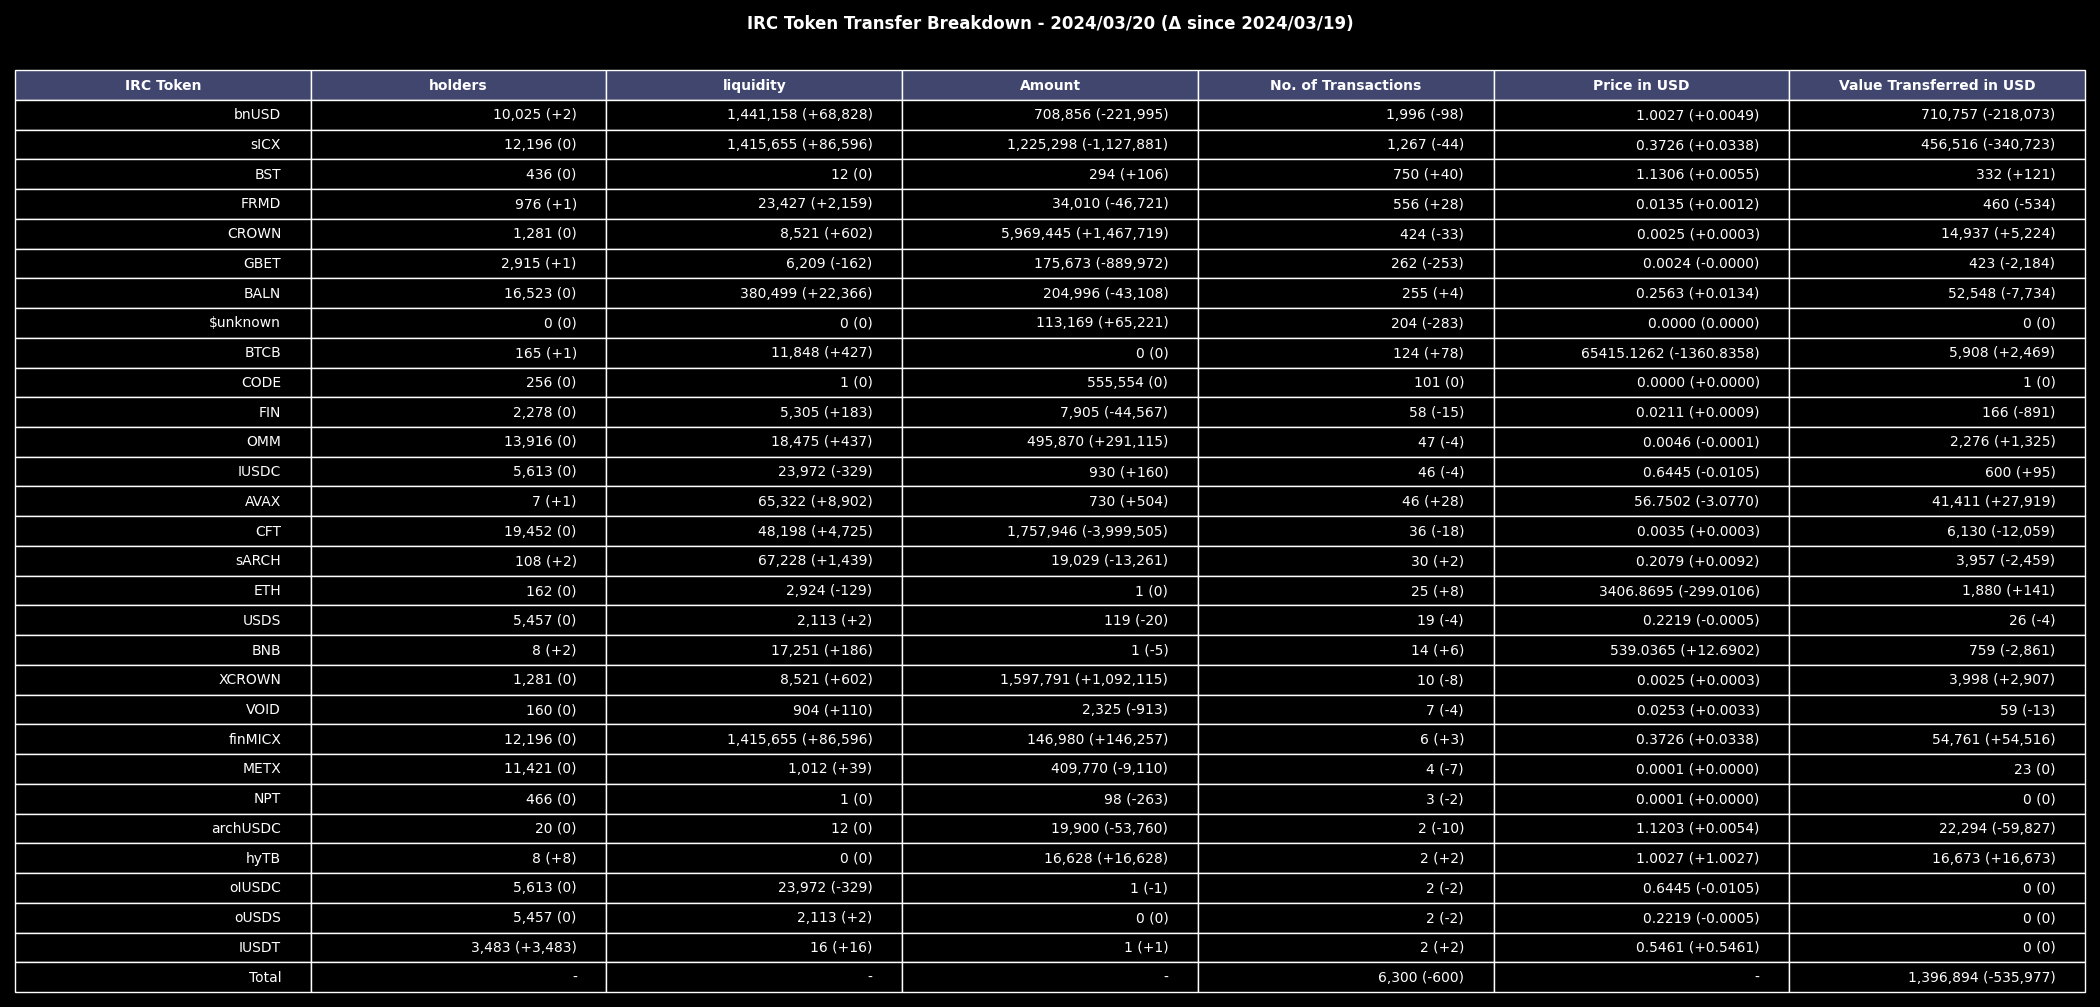 IRC Token Transfer Breakdown - 2024/03/20 (Δ since 2024/03/19)
IRC Token holders liquidity Amount No. of Transactions Price in USD Value Transferred in USD
bnUSD 10,025 (+2) 1,441,158 (+68,828) 708,856 (-221,995) 1,996 (-98) 1.0027 (+0.0049) 710,757 (-218,073)
sICX 12,196 (0) 1,415,655 (+86,596) 1,225,298 (-1,127,881) 1,267 (-44) 0.3726 (+0.0338) 456,516 (-340,723)
BST 436 (0) 12 (0) 294 (+106) 750 (+40) 1.1306 (+0.0055) 332 (+121)
FRMD 976 (+1) 23,427 (+2,159) 34,010 (-46,721) 556 (+28) 0.0135 (+0.0012) 460 (-534)
CROWN 1,281 (0) 8,521 (+602) 5,969,445 (+1,467,719) 424 (-33) 0.0025 (+0.0003) 14,937 (+5,224)
GBET 2,915 (+1) 6,209 (-162) 175,673 (-889,972) 262 (-253) 0.0024 (-0.0000) 423 (-2,184)
BALN 16,523 (0) 380,499 (+22,366) 204,996 (-43,108) 255 (+4) 0.2563 (+0.0134) 52,548 (-7,734)
$unknown 0 (0) 0 (0) 113,169 (+65,221) 204 (-283) 0.0000 (0.0000) 0 (0)
BTCB 165 (+1) 11,848 (+427) 0 (0) 124 (+78) 65415.1262 (-1360.8358) 5,908 (+2,469)
CODE 256 (0) 1 (0) 555,554 (0) 101 (0) 0.0000 (+0.0000) 1 (0)
FIN 2,278 (0) 5,305 (+183) 7,905 (-44,567) 58 (-15) 0.0211 (+0.0009) 166 (-891)
OMM 13,916 (0) 18,475 (+437) 495,870 (+291,115) 47 (-4) 0.0046 (-0.0001) 2,276 (+1,325)
IUSDC 5,613 (0) 23,972 (-329) 930 (+160) 46 (-4) 0.6445 (-0.0105) 600 (+95)
AVAX 7 (+1) 65,322 (+8,902) 730 (+504) 46 (+28) 56.7502 (-3.0770) 41,411 (+27,919)
CFT 19,452 (0) 48,198 (+4,725) 1,757,946 (-3,999,505) 36 (-18) 0.0035 (+0.0003) 6,130 (-12,059)
sARCH 108 (+2) 67,228 (+1,439) 19,029 (-13,261) 30 (+2) 0.2079 (+0.0092) 3,957 (-2,459)
ETH 162 (0) 2,924 (-129) 1 (0) 25 (+8) 3406.8695 (-299.0106) 1,880 (+141)
USDS 5,457 (0) 2,113 (+2) 119 (-20) 19 (-4) 0.2219 (-0.0005) 26 (-4)
BNB 8 (+2) 17,251 (+186) 1 (-5) 14 (+6) 539.0365 (+12.6902) 759 (-2,861)
XCROWN 1,281 (0) 8,521 (+602) 1,597,791 (+1,092,115) 10 (-8) 0.0025 (+0.0003) 3,998 (+2,907)
VOID 160 (0) 904 (+110) 2,325 (-913) 7 (-4) 0.0253 (+0.0033) 59 (-13)
finMICX 12,196 (0) 1,415,655 (+86,596) 146,980 (+146,257) 6 (+3) 0.3726 (+0.0338) 54,761 (+54,516)
METX 11,421 (0) 1,012 (+39) 409,770 (-9,110) 4 (-7) 0.0001 (+0.0000) 23 (0)
NPT 466 (0) 1 (0) 98 (-263) 3 (-2) 0.0001 (+0.0000) 0 (0)
archUSDC 20 (0) 12 (0) 19,900 (-53,760) 2 (-10) 1.1203 (+0.0054) 22,294 (-59,827)
hyTB 8 (+8) 0 (0) 16,628 (+16,628) 2 (+2) 1.0027 (+1.0027) 16,673 (+16,673)
oIUSDC 5,613 (0) 23,972 (-329) 1 (-1) 2 (-2) 0.6445 (-0.0105) 0 (0)
oUSDS 5,457 (0) 2,113 (+2) 0 (0) 2 (-2) 0.2219 (-0.0005) 0 (0)
IUSDT 3,483 (+3,483) 16 (+16) 1 (+1) 2 (+2) 0.5461 (+0.5461) 0 (0)
Total - - - 6,300 (-600) - 1,396,894 (-535,977)